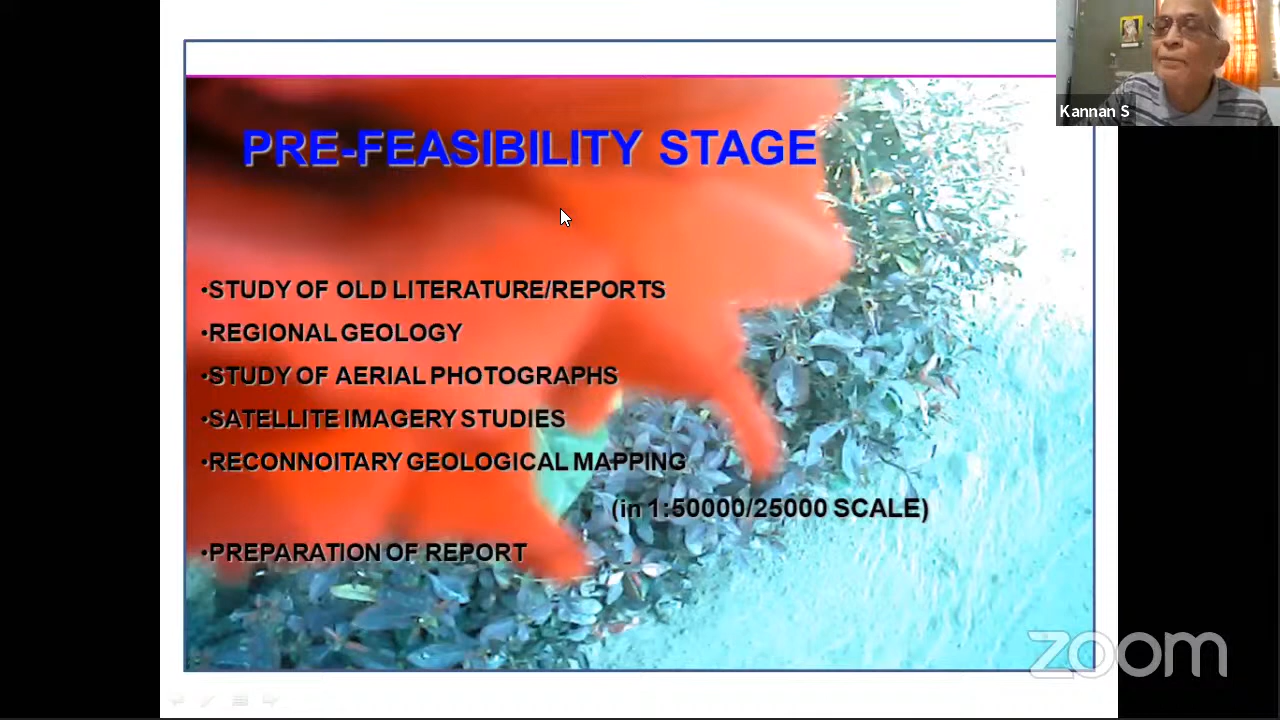 Kannan S
PRE-FEASIBILITY STAGE
•STUDY OF OLD LITERATURE/REPORTS
•REGIONAL GEOLOGY
•STUDY OF AERIAL PHOTOGRAPHS
•SATELLITE IMAGERY STUDIES
•RECONNOITARY GEOLOGICAL MAPPING
(in 1:50000/25000 SCALE)
•PREPARATION OF REPORT
zoom